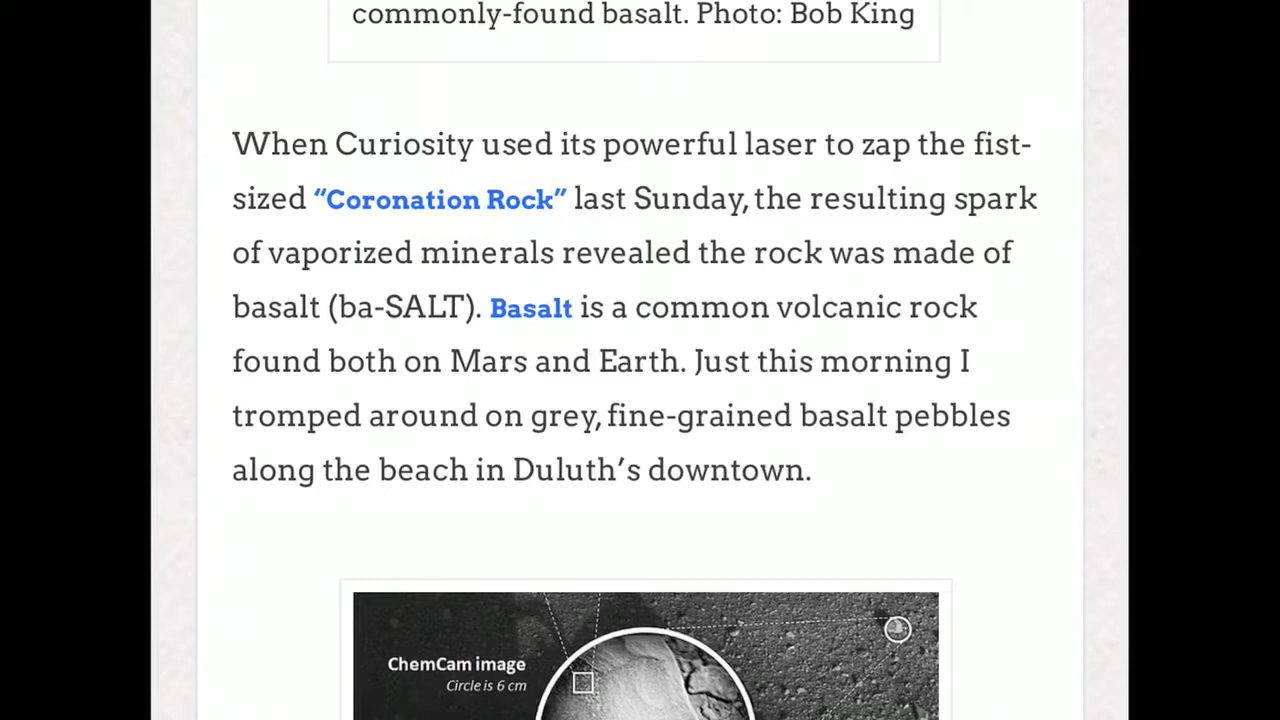 commonly-found basalt. Photo: Bob King
When Curiosity used its powerful laser to zap the fist-
sized “Coronation Rock” last Sunday, the resulting spark
of vaporized minerals revealed the rock was made of
basalt (ba-SALT). Basalt is a common volcanic rock
found both on Mars and Earth. Just this morning I
tromped around on grey, fine-grained basalt pebbles
along the beach in Duluth’s downtown.
ChemCam image
Circle is 6 cm